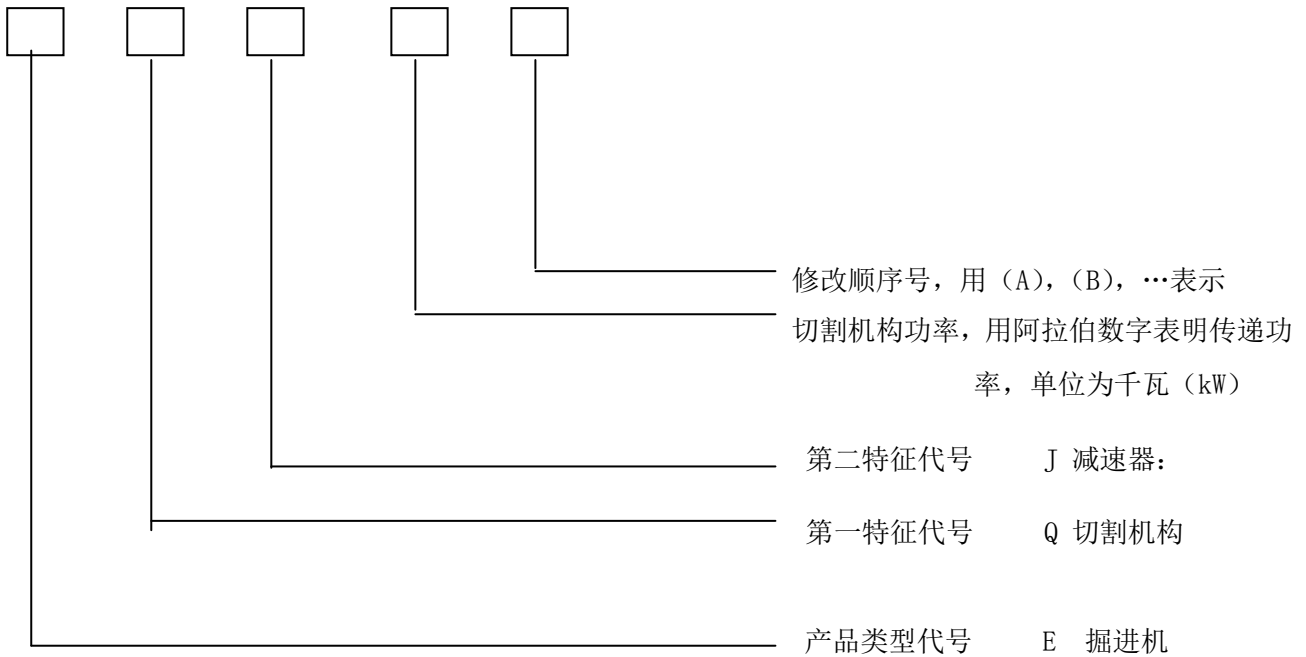 修改顺序号，用（A），（B），…表示
切割机构功率，用阿拉伯数字表明传递功
率，单位为千瓦（kW）
第二特征代号 J 减速器：
第一特征代号 Q 切割机构
产品类型代号 E 掘进机